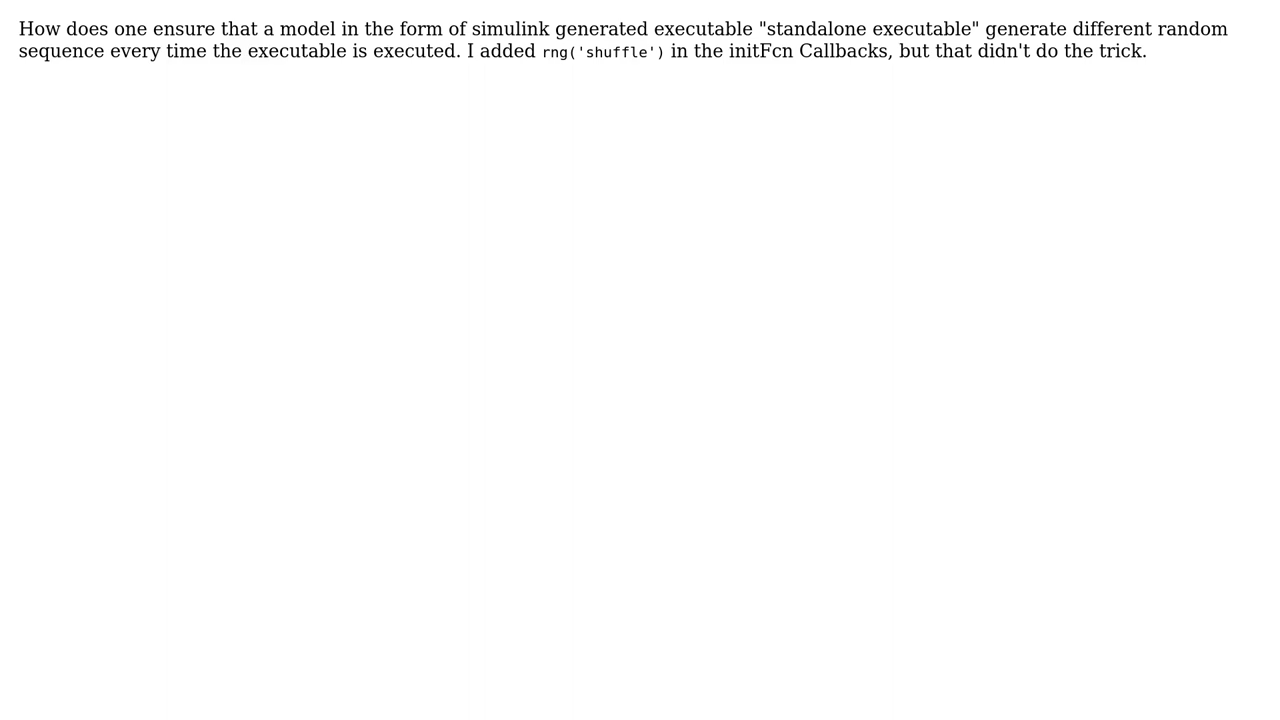 How does one ensure that a model in the form of simulink generated executable "standalone executable" generate different random
sequence every time the executable is executed. I added rng('shuffle') in the initFcn Callbacks, but that didn't do the trick.